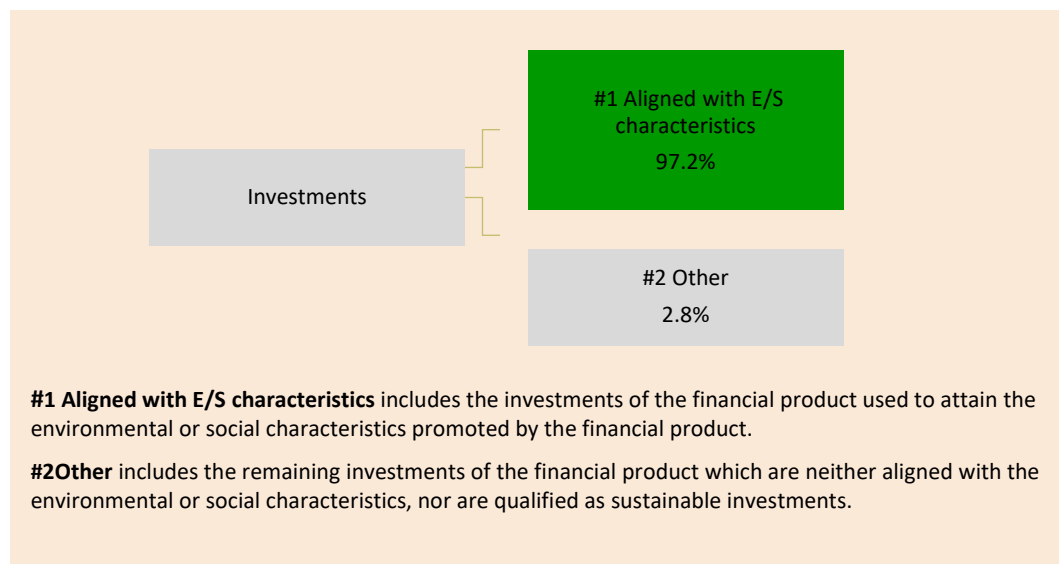 #1 Aligned with E/S
characteristics
97.2%
Investments
#2 Other
2.8%
#1 Aligned with E/S characteristics includes the investments of the financial product used to attain the
environmental or social characteristics promoted by the financial product.
#2Other includes the remaining investments of the financial product which are neither aligned with the
environmental or social characteristics, nor are qualified as sustainable investments.